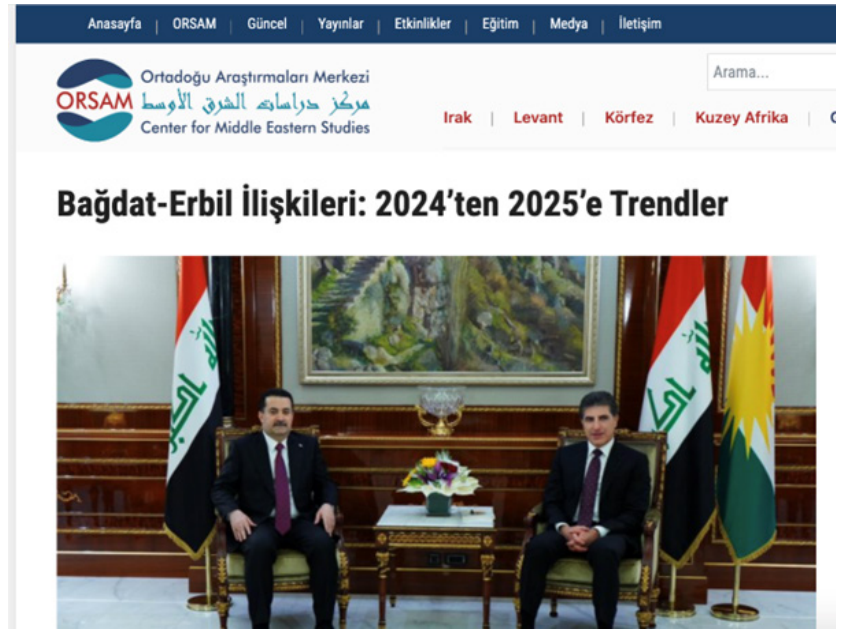 Anasayfa | ORSAM | Güncel | Yayınlar | Etkinlikler | Eğitim | Medya | İletişim
Arama...
Ortadoğu Araştırmaları Merkezi
ORSAM
مركز دراسات الشرق الأوسط
Center for Middle Eastern Studies
Irak | Levant | Körfez | Kuzey Afrika |
Bağdat-Erbil İlişkileri: 2024’ten 2025’e Trendler